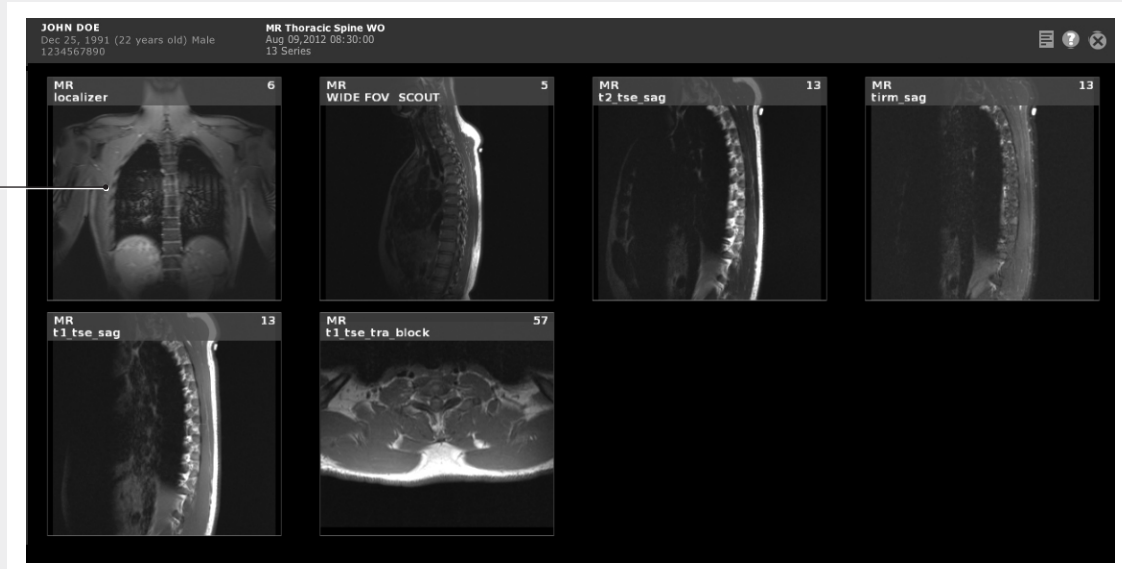 JOHN DOE
Dec 25, 1991 (22 years old) Male
1234567890
MR Thoracic Spine WO
Aug 09,2012 08:30:00
13 Series
?
MR 6
localizer
MR 5
WIDE FOV SCOUT
MR 13
t2_tse_sag
MR 13
tirm_sag
MR 13
t1_tse_sag
MR 57
t1_tse_tra_block